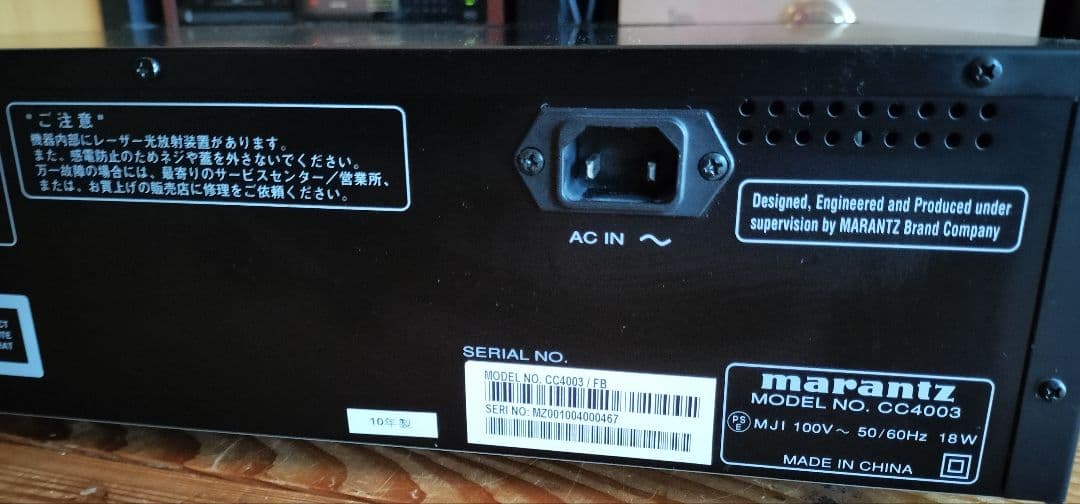 "ご注意"
機器内部にレーザー光放射装置があります。
また、感電防止のためネジや蓋を外さないでください。
万一故障の場合には、最寄りのサービスセンター／営業所、
または、お買上げの販売店に修理をご依頼ください。
AC IN ～
Designed, Engineered and Produced under
supervision by MARANTZ Brand Company
CT
TE
EAT
SERIAL NO.
MODEL NO. CC4003 / FB
SERI NO: MZ001004000467
10年製
marantz
MODEL NO. CC4003
PS
E
MJI 100V～ 50/60Hz 18W
MADE IN CHINA